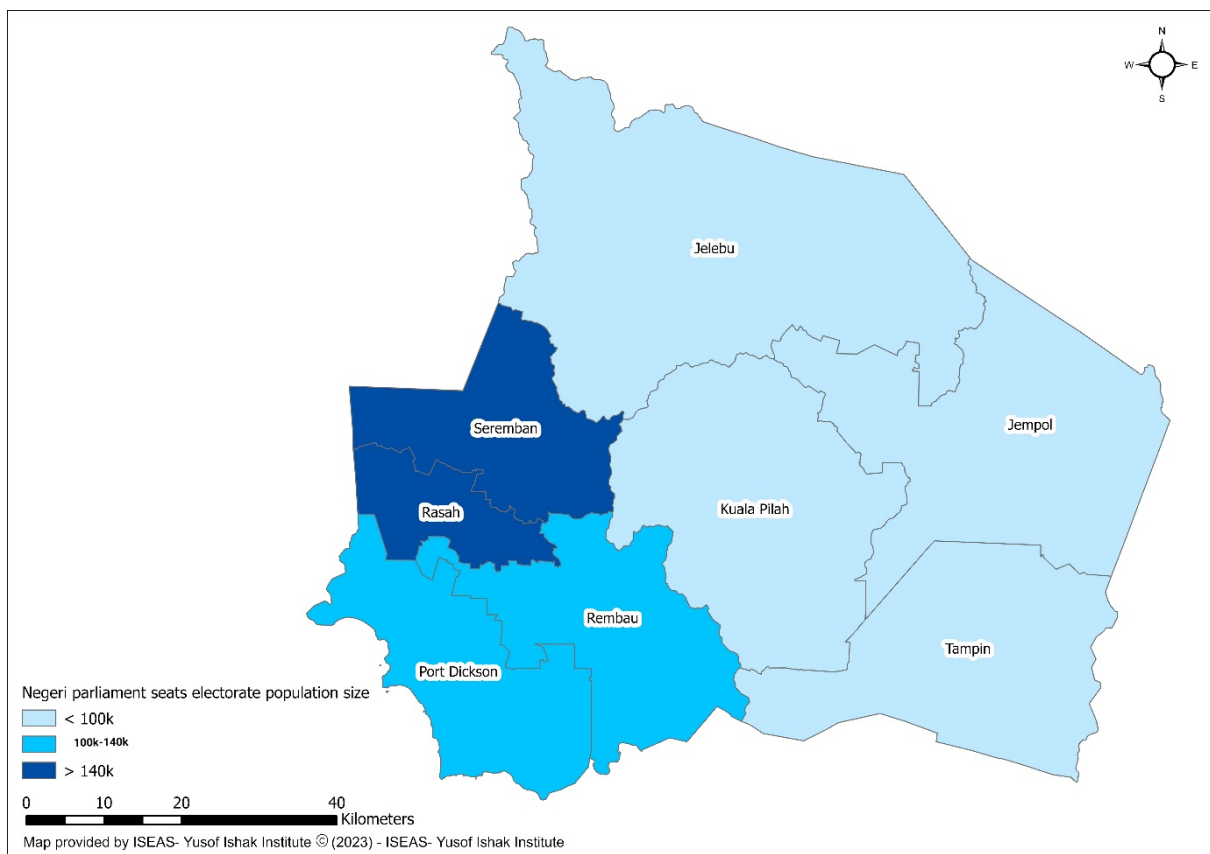 N
W E
S
Jelebu
Seremban
Jempol
Rasah
Kuala Pilah
Rembau
Tampin
Port Dickson
Negeri parliament seats electorate population size
< 100k
100k-140k
> 140k
0 10 20 40
Kilometers
Map provided by ISEAS- Yusof Ishak Institute © (2023) - ISEAS- Yusof Ishak Institute